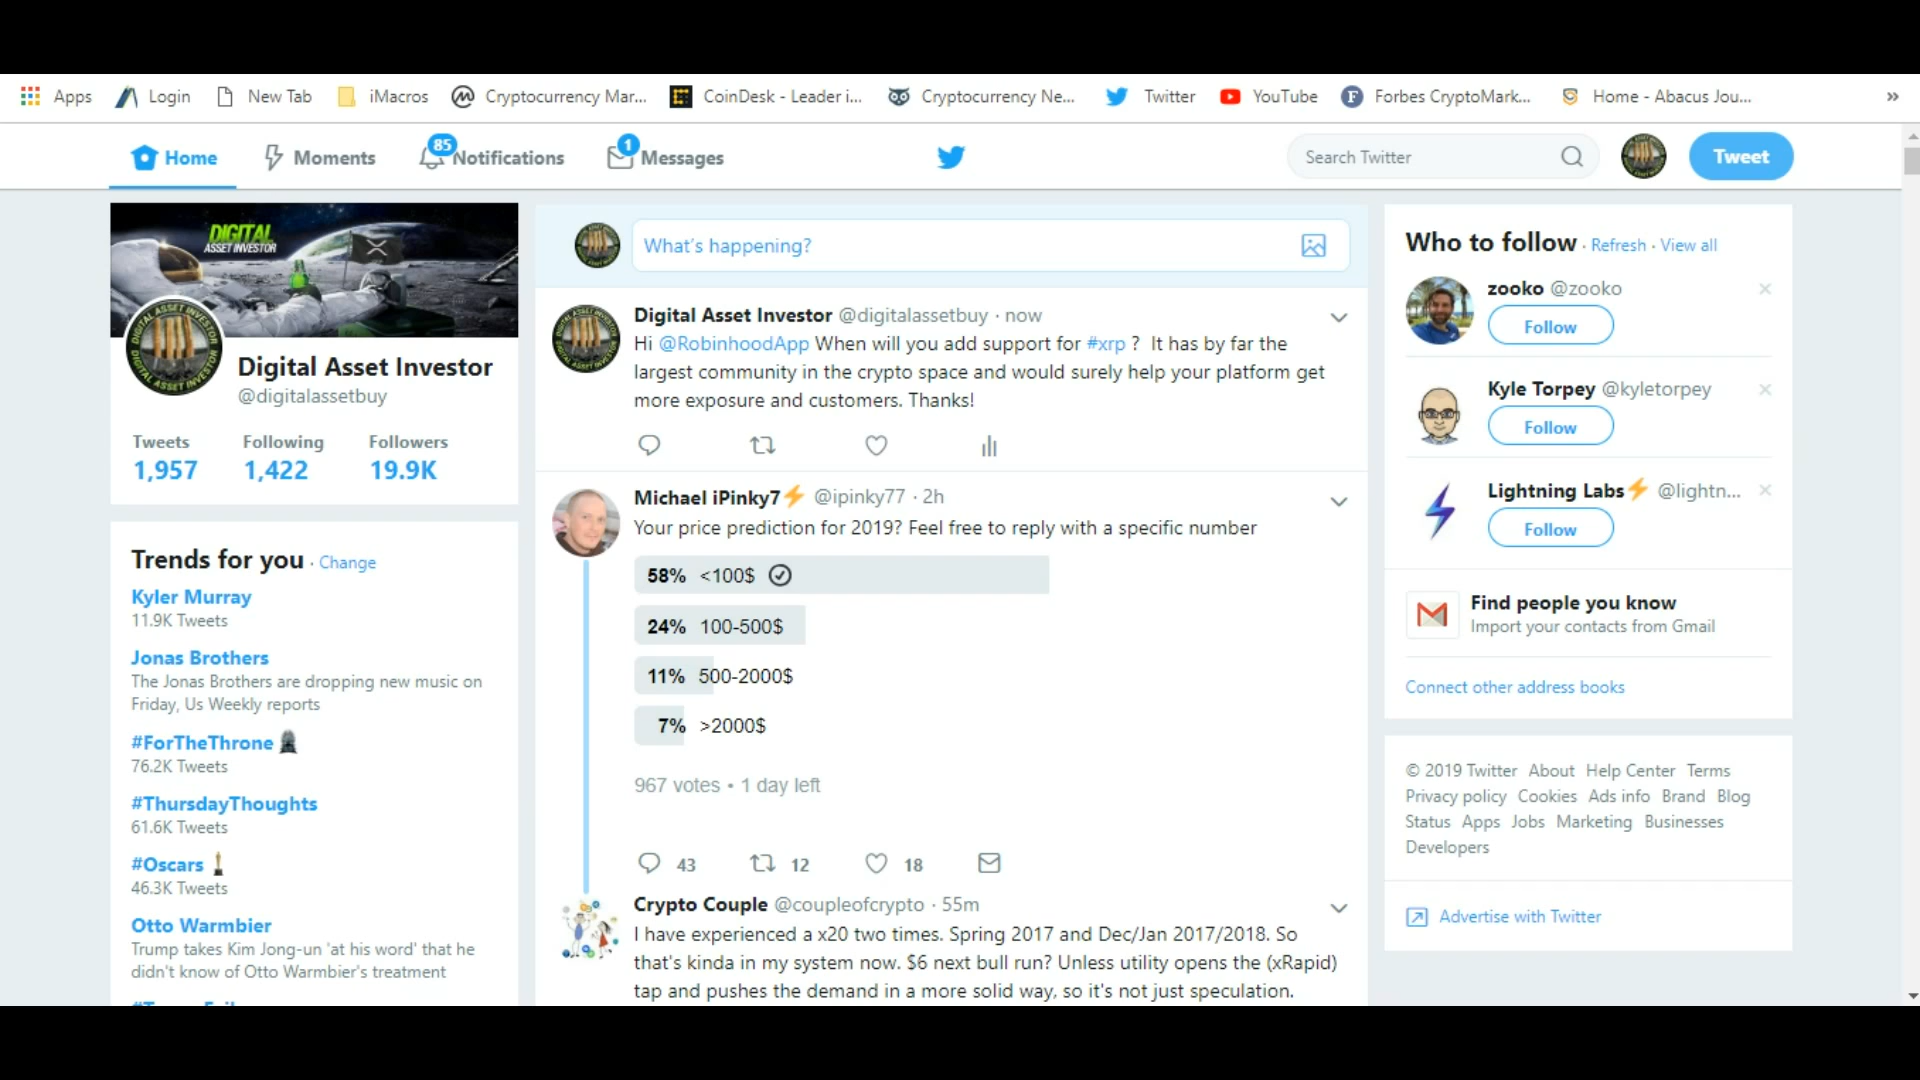 Apps Login New Tab iMacros Cryptocurrency Mar... CoinDesk - Leader i... Cryptocurrency Ne... Twitter YouTube Forbes CryptoMark... Home - Abacus Jou... »
Home Moments 85 Notifications 1 Messages Search Twitter Tweet
DIGITAL
ASSET INVESTOR
DIGITAL ASSET INVESTOR
Digital Asset Investor
@digitalassetbuy
Tweets Following Followers
1,957 1,422 19.9K
Trends for you · Change
Kyler Murray
11.9K Tweets
Jonas Brothers
The Jonas Brothers are dropping new music on
Friday, Us Weekly reports
#ForTheThrone
76.2K Tweets
#ThursdayThoughts
61.6K Tweets
#Oscars
46.3K Tweets
Otto Warmbier
Trump takes Kim Jong-un 'at his word' that he
didn't know of Otto Warmbier's treatment
What's happening?
Digital Asset Investor @digitalassetbuy · now
Hi @RobinhoodApp When will you add support for #xrp ? It has by far the
largest community in the crypto space and would surely help your platform get
more exposure and customers. Thanks!
Michael iPinky7⚡ @ipinky77 · 2h
Your price prediction for 2019? Feel free to reply with a specific number
58% <100$
24% 100-500$
11% 500-2000$
7% >2000$
967 votes • 1 day left
43 12 18
Crypto Couple @coupleofcrypto · 55m
I have experienced a x20 two times. Spring 2017 and Dec/Jan 2017/2018. So
that's kinda in my system now. $6 next bull run? Unless utility opens the (xRapid)
tap and pushes the demand in a more solid way, so it's not just speculation.
Who to follow · Refresh · View all
zooko @zooko
Follow
Kyle Torpey @kyletorpey
Follow
Lightning Labs⚡ @lightn...
Follow
Find people you know
Import your contacts from Gmail
Connect other address books
© 2019 Twitter About Help Center Terms
Privacy policy Cookies Ads info Brand Blog
Status Apps Jobs Marketing Businesses
Developers
Advertise with Twitter